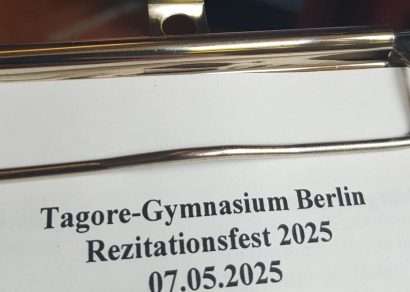 Tagore-Gymnasium Berlin
Rezitationsfest 2025
07.05.2025